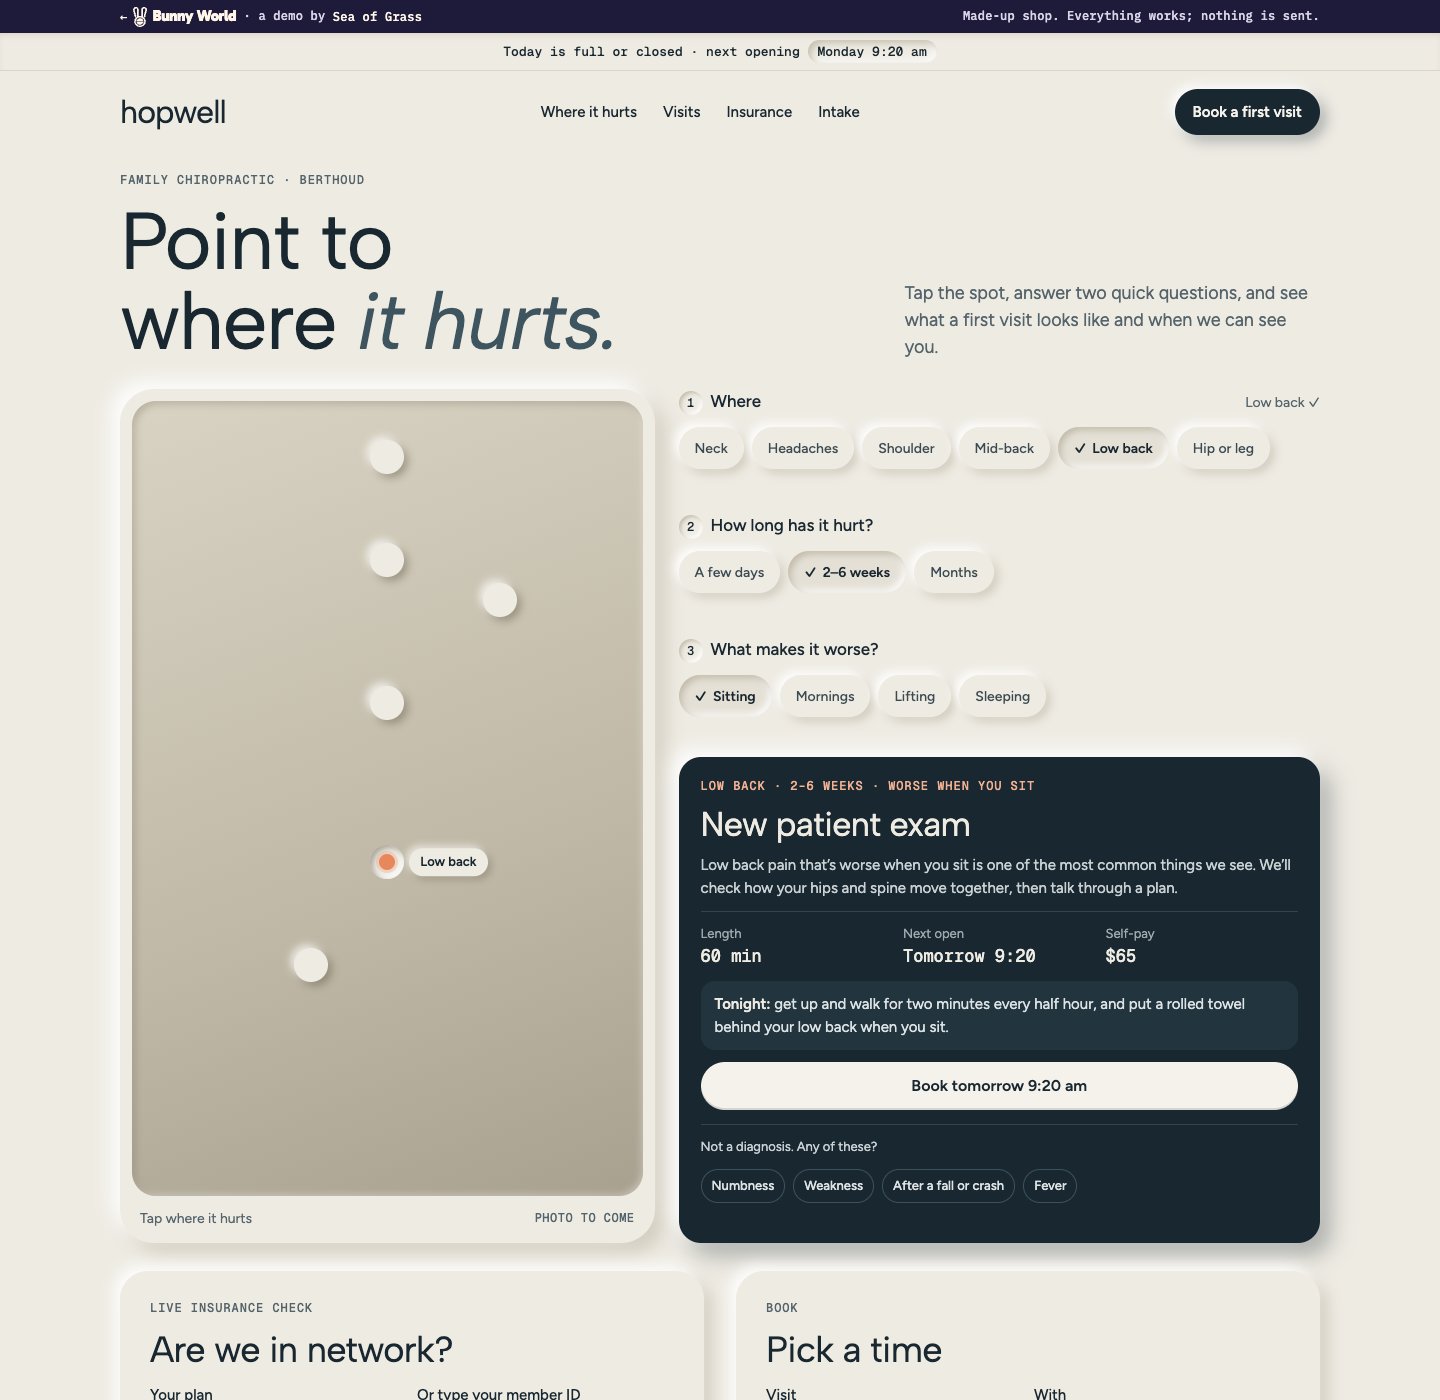 ← Bunny World · a demo by Sea of Grass
Made-up shop. Everything works; nothing is sent.
Today is full or closed · next opening Monday 9:20 am
hopwell
Where it hurts Visits Insurance Intake
Book a first visit
FAMILY CHIROPRACTIC · BERTHOUD
Point to
where it hurts.
Tap the spot, answer two quick questions, and see
what a first visit looks like and when we can see
you.
Low back
Tap where it hurts
PHOTO TO COME
1 Where
Low back ✓
Neck Headaches Shoulder Mid-back ✓ Low back Hip or leg
2 How long has it hurt?
A few days ✓ 2–6 weeks Months
3 What makes it worse?
✓ Sitting Mornings Lifting Sleeping
LOW BACK · 2–6 WEEKS · WORSE WHEN YOU SIT
New patient exam
Low back pain that’s worse when you sit is one of the most common things we see. We’ll
check how your hips and spine move together, then talk through a plan.
Length Next open Self-pay
60 min Tomorrow 9:20 $65
Tonight: get up and walk for two minutes every half hour, and put a rolled towel
behind your low back when you sit.
Book tomorrow 9:20 am
Not a diagnosis. Any of these?
Numbness Weakness After a fall or crash Fever
LIVE INSURANCE CHECK
Are we in network?
Your plan Or type your member ID
BOOK
Pick a time
Visit With